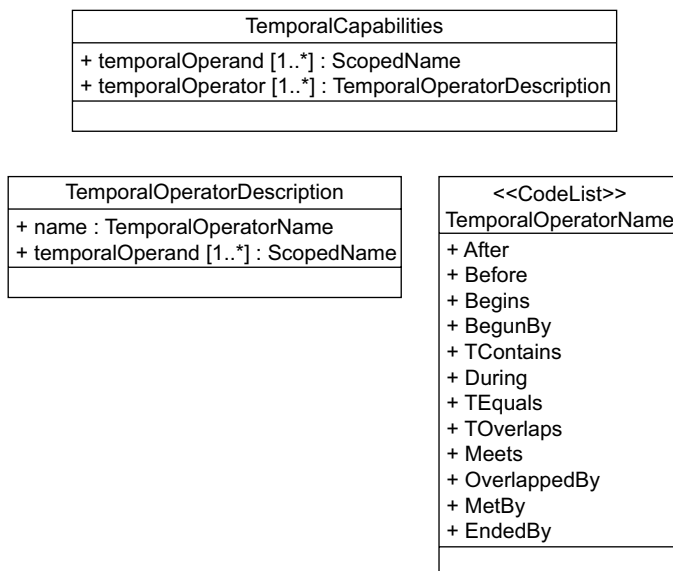 TemporalCapabilities
+ temporalOperand [1..*] : ScopedName
+ temporalOperator [1..*] : TemporalOperatorDescription
TemporalOperatorDescription
+ name : TemporalOperatorName
+ temporalOperand [1..*] : ScopedName
<<CodeList>>
TemporalOperatorName
+ After
+ Before
+ Begins
+ BegunBy
+ TContains
+ During
+ TEquals
+ TOverlaps
+ Meets
+ OverlappedBy
+ MetBy
+ EndedBy